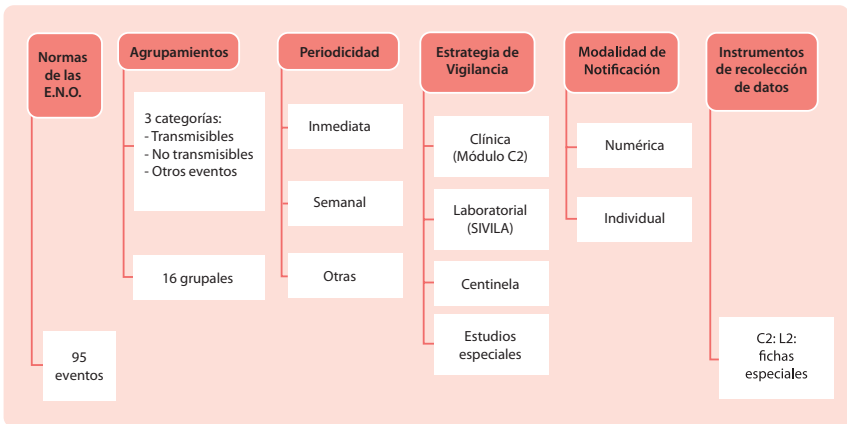 Normas
de las
E.N.O.
95
eventos
Agrupamientos
3 categorías:
- Transmisibles
- No transmisibles
- Otros eventos
16 grupales
Periodicidad
Inmediata
Semanal
Otras
Estrategia de
Vigilancia
Clínica
(Módulo C2)
Laboratorial
(SIVILA)
Centinela
Estudios
especiales
Modalidad de
Notificación
Numérica
Individual
Instrumentos
de recolección
de datos
C2: L2:
fichas
especiales